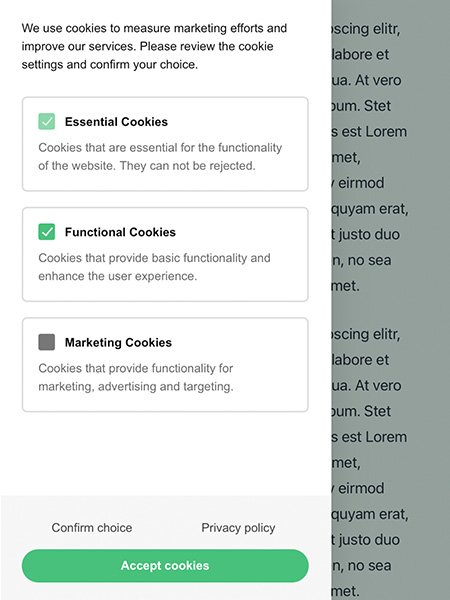 We use cookies to measure marketing efforts and
improve our services. Please review the cookie
settings and confirm your choice.
Essential Cookies
Cookies that are essential for the functionality
of the website. They can not be rejected.
Functional Cookies
Cookies that provide basic functionality and
enhance the user experience.
Marketing Cookies
Cookies that provide functionality for
marketing, advertising and targeting.
Confirm choice
Privacy policy
Accept cookies
scing elitr,
labore et
ua. At vero
um. Stet
s est Lorem
met,
eirmod
quyam erat,
t justo duo
n, no sea
met.
scing elitr,
labore et
ua. At vero
um. Stet
s est Lorem
met,
eirmod
quyam erat,
t justo duo
n, no sea
met.